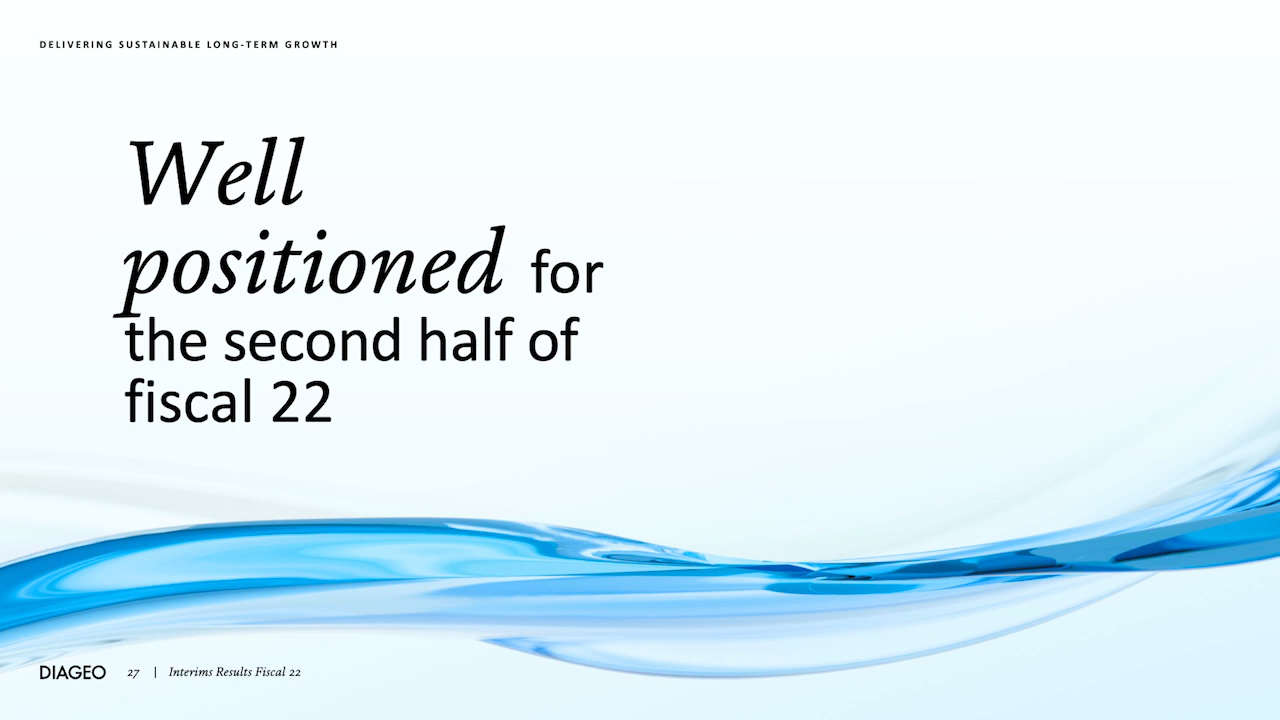 DELIVERING SUSTAINABLE LONG-TERM GROWTH
Well
positioned for
the second half of
fiscal 22
DIAGEO 27 | Interims Results Fiscal 22